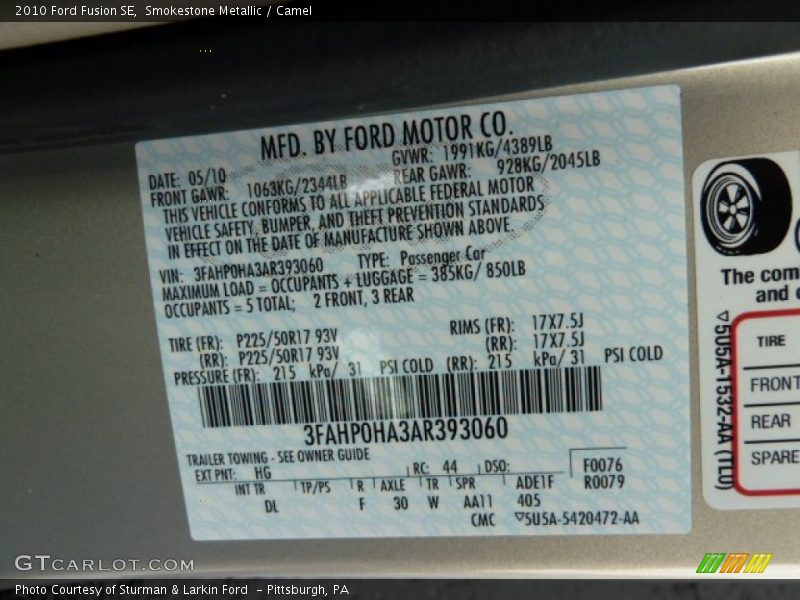 2010 Ford Fusion SE, Smokestone Metallic / Camel
MFD. BY FORD MOTOR CO.
DATE: 05/10 GVWR: 1991KG/4389LB
FRONT GAWR: 1063KG/2344LB REAR GAWR: 928KG/2045LB
THIS VEHICLE CONFORMS TO ALL APPLICABLE FEDERAL MOTOR
VEHICLE SAFETY, BUMPER, AND THEFT PREVENTION STANDARDS
IN EFFECT ON THE DATE OF MANUFACTURE SHOWN ABOVE.
VIN: 3FAHP0HA3AR393060 TYPE: Passenger Car
MAXIMUM LOAD = OCCUPANTS + LUGGAGE = 385KG/ 850LB
OCCUPANTS = 5 TOTAL; 2 FRONT, 3 REAR
TIRE (FR): P225/50R17 93V RIMS (FR): 17X7.5J
(RR): P225/50R17 93V (RR): 17X7.5J
PRESSURE (FR): 215 kPa/ 31 PSI COLD (RR): 215 kPa/ 31 PSI COLD
3FAHP0HA3AR393060
TRAILER TOWING - SEE OWNER GUIDE
EXT PNT: HG RC: 44 DSO: F0076
R0079
INT TR TP/PS R AXLE TR SPR ADE1F
DL F 30 W AA11 405
CMC ▽5U5A-5420472-AA
The com
and
▽5U5A-1532-AA (TLO)
TIRE
FRONT
REAR
SPARE
GTCARLOT.COM
Photo Courtesy of Sturman & Larkin Ford - Pittsburgh, PA